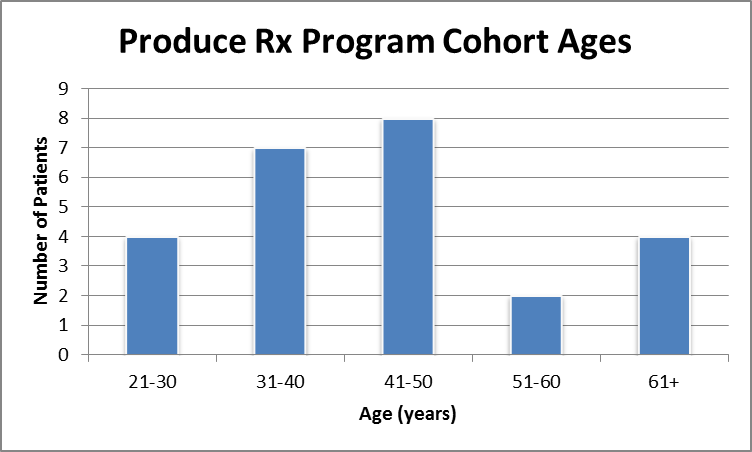 Produce Rx Program Cohort Ages
Number of Patients
9
8
7
6
5
4
3
2
1
0
21-30 31-40 41-50 51-60 61+
Age (years)